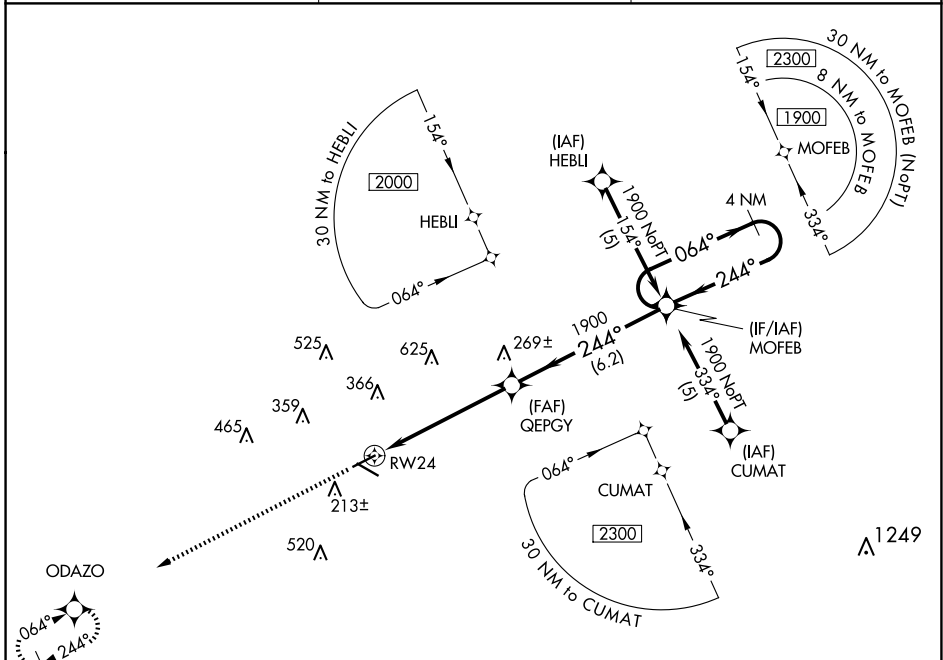 30 NM to MOFEB (NoPT)
2300
8 NM to MOFEB
1900
154°
MOFEB
334°
30 NM to HEBLI
154°
2000
HEBLI
064°
(IAF)
HEBLI
1900 NoPT
154°
(5)
4 NM
064°
244°
(IF/IAF)
MOFEB
1900
244°
(6.2)
1900 NoPT
334°
(5)
(IAF)
CUMAT
525
625
269±
366
359
465
(FAF)
QEPGY
RW24
213±
520
064°
CUMAT
2300
334°
30 NM to CUMAT
1249
ODAZO
064°
244°